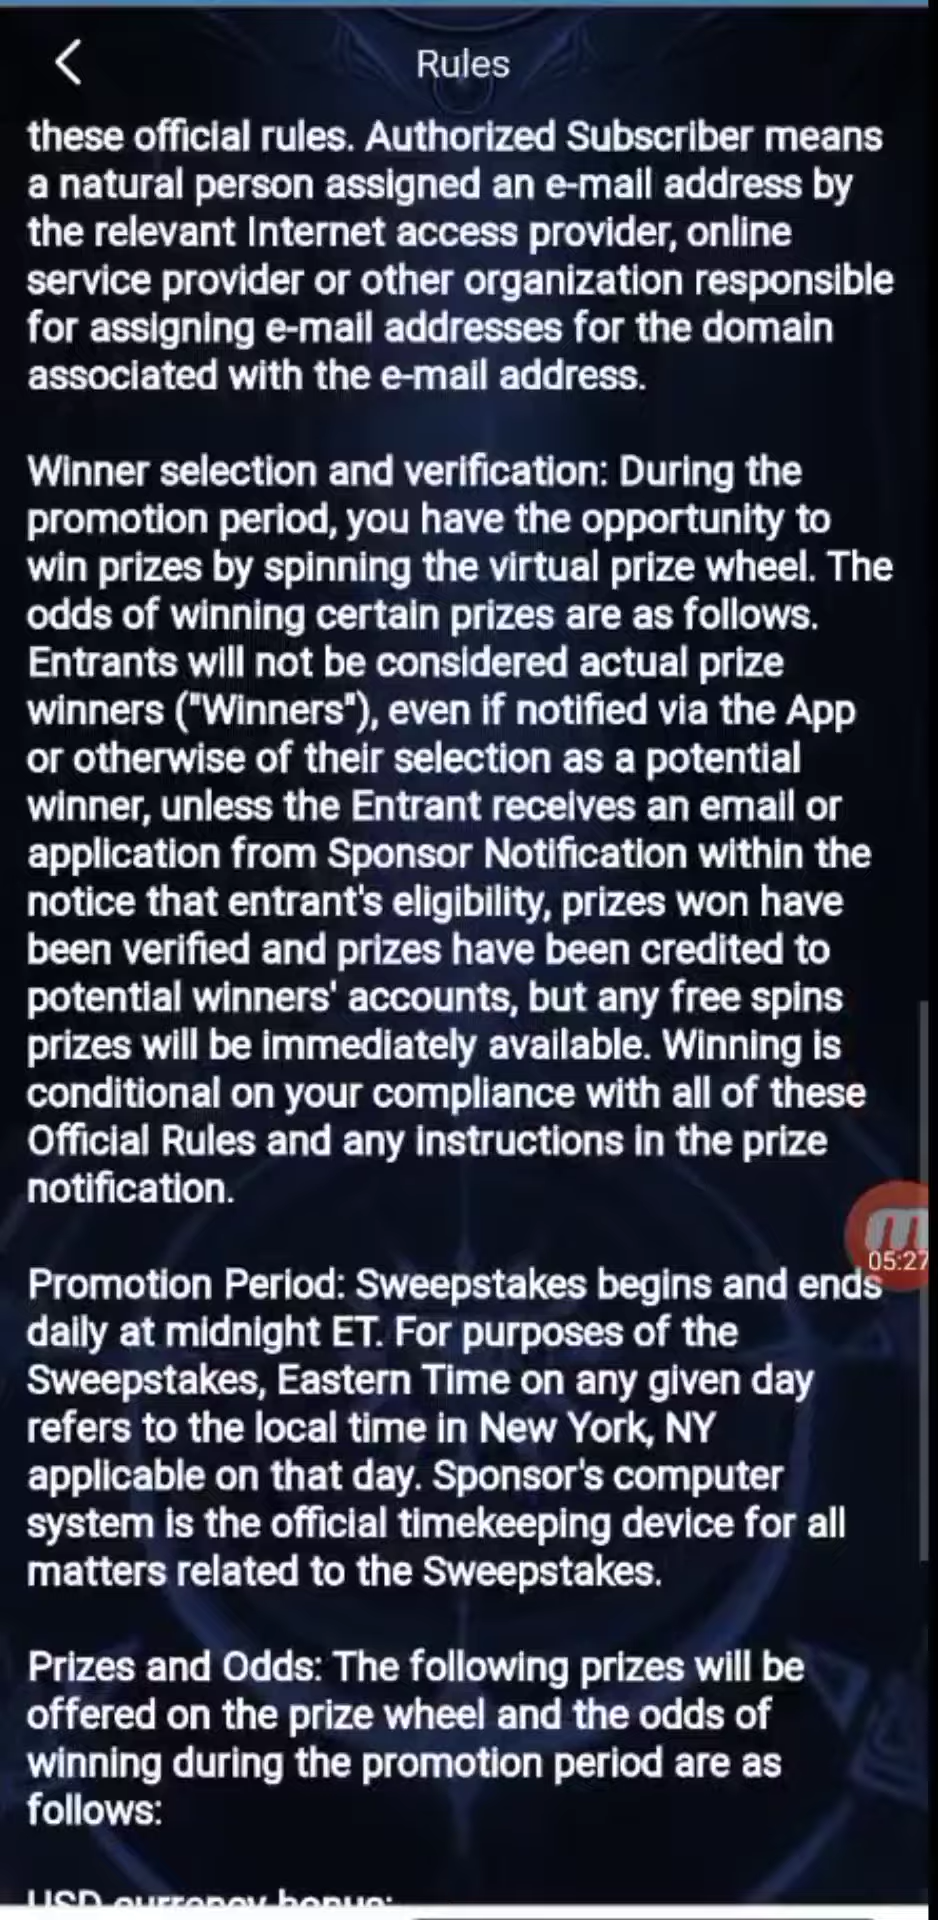 Rules
these official rules. Authorized Subscriber means
a natural person assigned an e-mail address by
the relevant Internet access provider, online
service provider or other organization responsible
for assigning e-mail addresses for the domain
associated with the e-mail address.
Winner selection and verification: During the
promotion period, you have the opportunity to
win prizes by spinning the virtual prize wheel. The
odds of winning certain prizes are as follows.
Entrants will not be considered actual prize
winners ("Winners"), even if notified via the App
or otherwise of their selection as a potential
winner, unless the Entrant receives an email or
application from Sponsor Notification within the
notice that entrant's eligibility, prizes won have
been verified and prizes have been credited to
potential winners' accounts, but any free spins
prizes will be immediately available. Winning is
conditional on your compliance with all of these
Official Rules and any instructions in the prize
notification.
05:27
Promotion Period: Sweepstakes begins and ends
daily at midnight ET. For purposes of the
Sweepstakes, Eastern Time on any given day
refers to the local time in New York, NY
applicable on that day. Sponsor's computer
system is the official timekeeping device for all
matters related to the Sweepstakes.
Prizes and Odds: The following prizes will be
offered on the prize wheel and the odds of
winning during the promotion period are as
follows:
USD currency bonus: